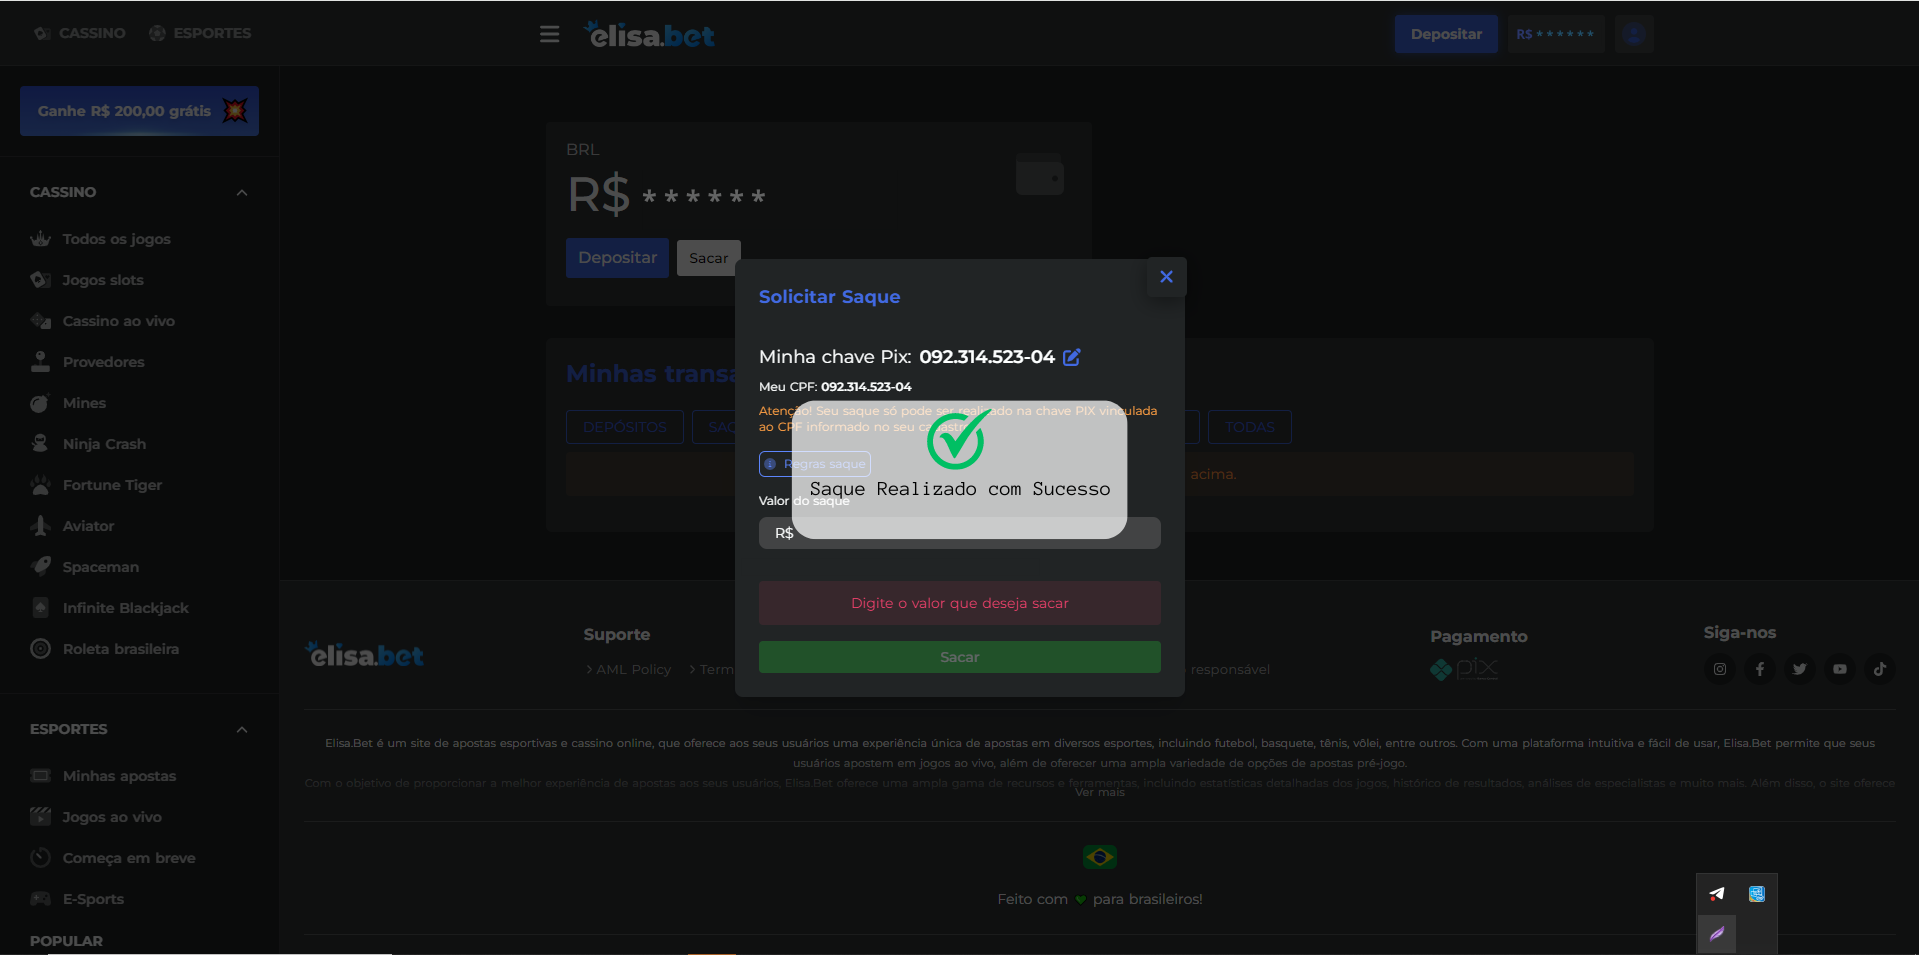 CASSINO
ESPORTES
elisa.bet
Depositar
R$ ******
Ganhe R$ 200,00 grátis
CASSINO
Todos os jogos
Jogos slots
Cassino ao vivo
Provedores
Mines
Ninja Crash
Fortune Tiger
Aviator
Spaceman
Infinite Blackjack
Roleta brasileira
ESPORTES
Minhas apostas
Jogos ao vivo
Começa em breve
E-Sports
POPULAR
BRL
R$ ******
Depositar
Sacar
Minhas transa
DEPÓSITOS
SAQ
TODAS
acima.
Solicitar Saque
Minha chave Pix: 092.314.523-04
Meu CPF: 092.314.523-04
Atenção! Seu saque só pode ser realizado na chave PIX vinculada
ao CPF informado no seu cadastro
Regras saque
Saque Realizado com Sucesso
Valor do saque
R$
Digite o valor que deseja sacar
Sacar
elisa.bet
Suporte
AML Policy
Term
responsável
Pagamento
pix
Siga-nos
Elisa.Bet é um site de apostas esportivas e cassino online, que oferece aos seus usuários uma experiência única de apostas em diversos esportes, incluindo futebol, basquete, tênis, vôlei, entre outros. Com uma plataforma intuitiva e fácil de usar, Elisa.Bet permite que seus
usuários apostem em jogos ao vivo, além de oferecer uma ampla variedade de opções de apostas pré-jogo.
Com o objetivo de proporcionar a melhor experiência de apostas aos seus usuários, Elisa.Bet oferece uma ampla gama de recursos e ferramentas, incluindo estatísticas detalhadas dos jogos, histórico de resultados, análises de especialistas e muito mais. Além disso, o site oferece
Ver mais
Feito com para brasileiros!